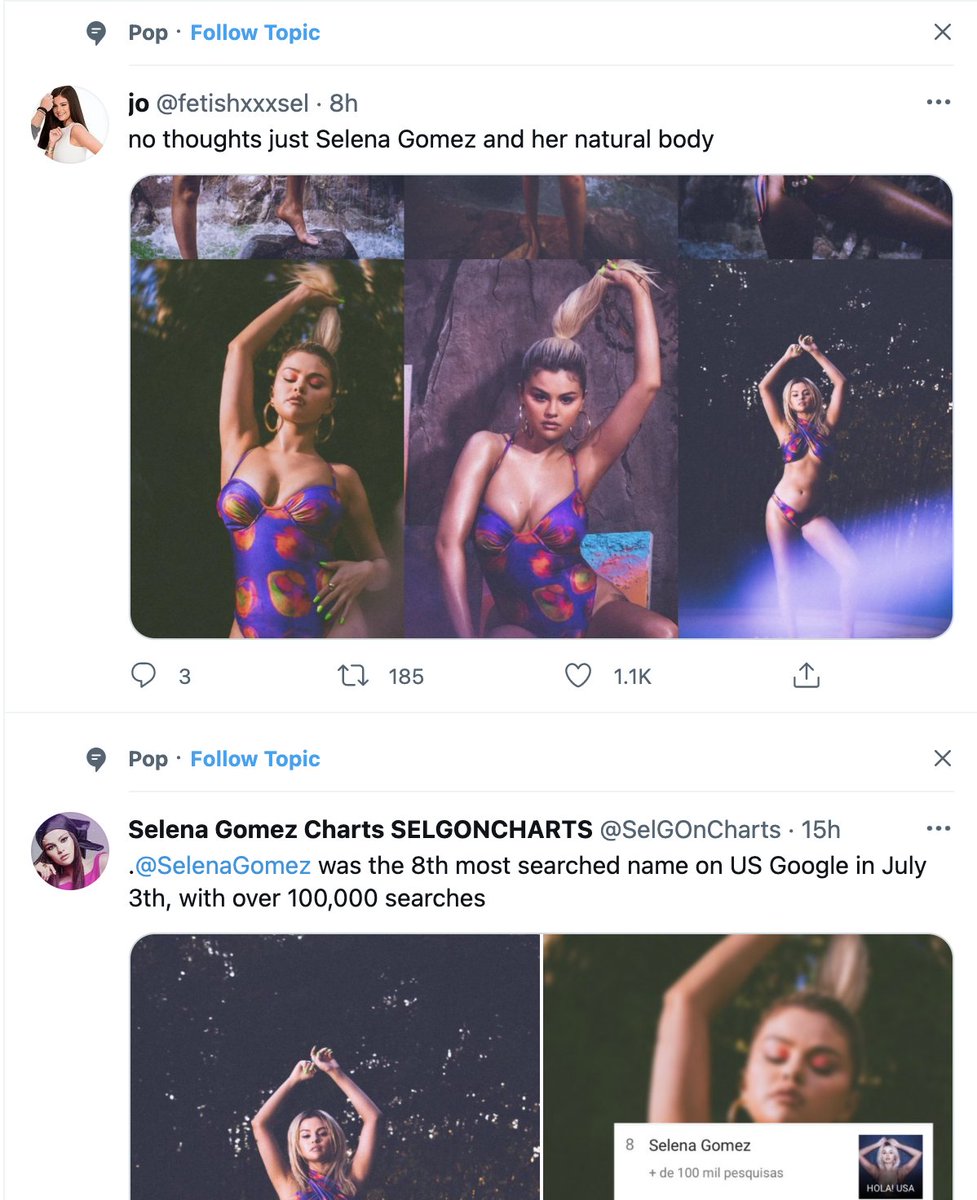 Pop · Follow Topic
jo @fetishxxxsel · 8h
no thoughts just Selena Gomez and her natural body
3 185 1.1K
Pop · Follow Topic
Selena Gomez Charts SELGONCHARTS @SelGOnCharts · 15h
.@SelenaGomez was the 8th most searched name on US Google in July
3th, with over 100,000 searches
8 Selena Gomez
+ de 100 mil pesquisas
HOLA! USA